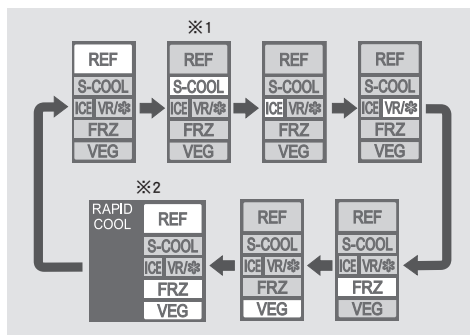 ※1
REF
S-COOL
ICE VR/❄
FRZ
VEG
REF
S-COOL
ICE VR/❄
FRZ
VEG
REF
S-COOL
ICE VR/❄
FRZ
VEG
REF
S-COOL
ICE VR/❄
FRZ
VEG
※2
RAPID
COOL
REF
S-COOL
ICE VR/❄
FRZ
VEG
REF
S-COOL
ICE VR/❄
FRZ
VEG
REF
S-COOL
ICE VR/❄
FRZ
VEG